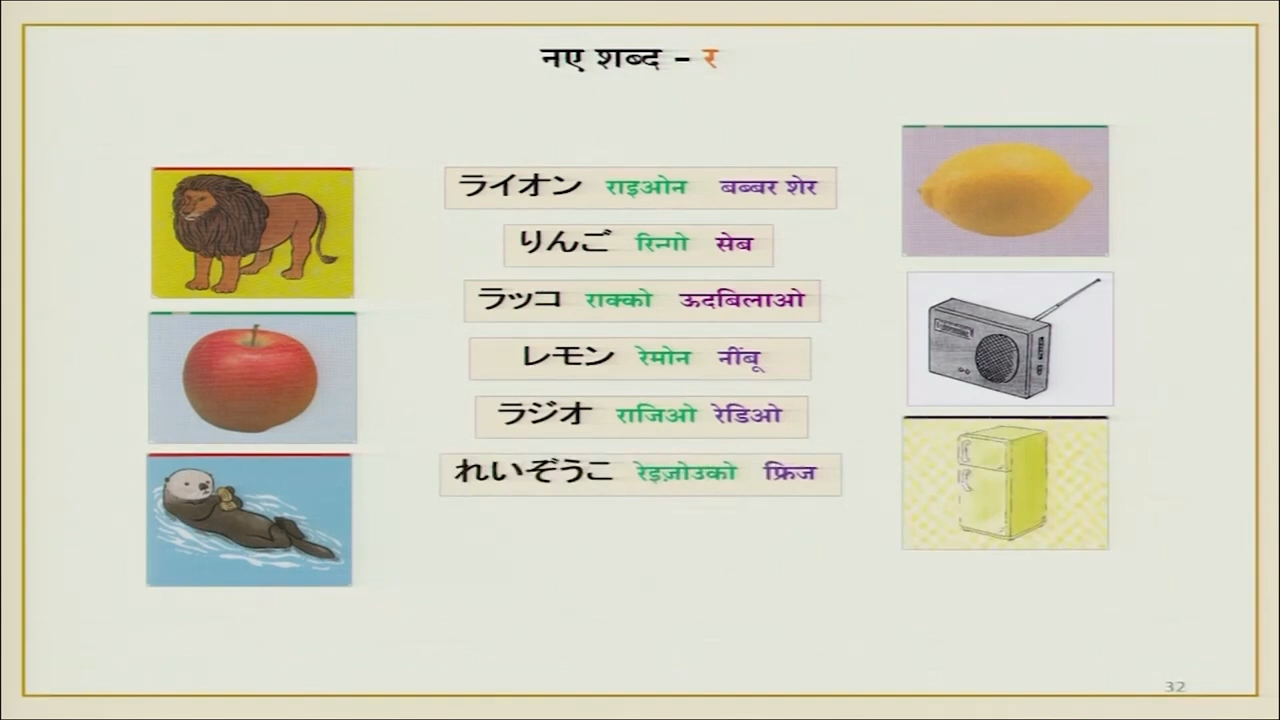 नए शब्द - र
ライオン राइओन बब्बर शेर
りんご रिन्गो सेब
ラッコ राक्को ऊदबिलाओ
レモン रेमोन नींबू
ラジオ राजिओ रेडिओ
れいぞうこ रेइज़ोउको फ्रिज
32